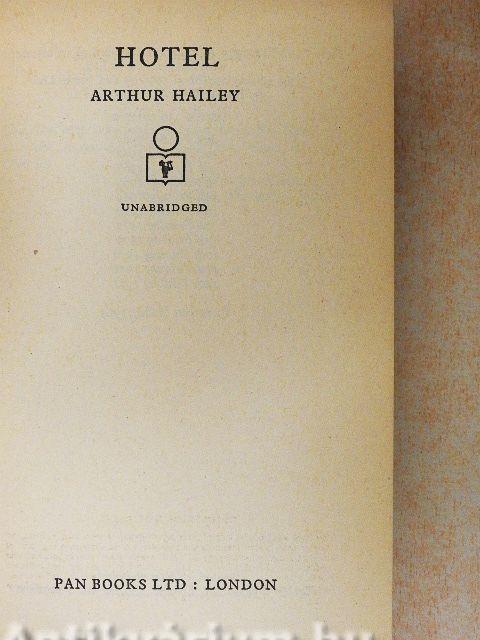 HOTEL
ARTHUR HAILEY
UNABRIDGED
PAN BOOKS LTD : LONDON